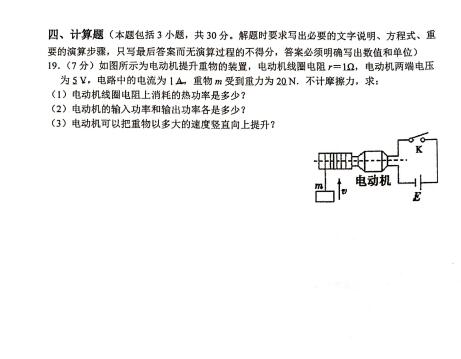 四、计算题（本题包括 3 小题，共 30 分。解题时要求写出必要的文字说明、方程式、重
要的演算步骤，只写最后答案而无演算过程的不得分，答案必须明确写出数值和单位）
19.（7 分）如图所示为电动机提升重物的装置，电动机线圈电阻 r=1Ω，电动机两端电压
为 5 V，电路中的电流为 1 A，重物 m 受到重力为 20 N．不计摩擦力，求：
（1）电动机线圈电阻上消耗的热功率是多少？
（2）电动机的输入功率和输出功率各是多少？
（3）电动机可以把重物以多大的速度竖直向上提升？
K
电动机
m
v
E